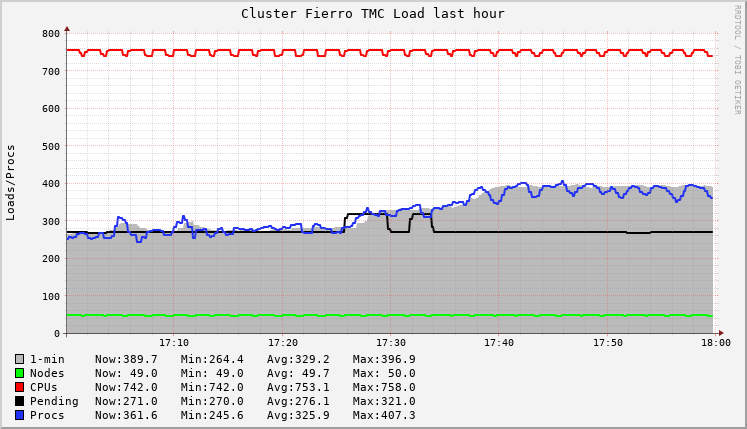 Cluster Fierro TMC Load last hour
RRDTOOL / TOBI OETIKER
Loads/Procs
800
700
600
500
400
300
200
100
0
17:10 17:20 17:30 17:40 17:50 18:00
1-min Now:389.7 Min:264.4 Avg:329.2 Max:396.9
Nodes Now: 49.0 Min: 49.0 Avg: 49.7 Max: 50.0
CPUs Now:742.0 Min:742.0 Avg:753.1 Max:758.0
Pending Now:271.0 Min:270.0 Avg:276.1 Max:321.0
Procs Now:361.6 Min:245.6 Avg:325.9 Max:407.3